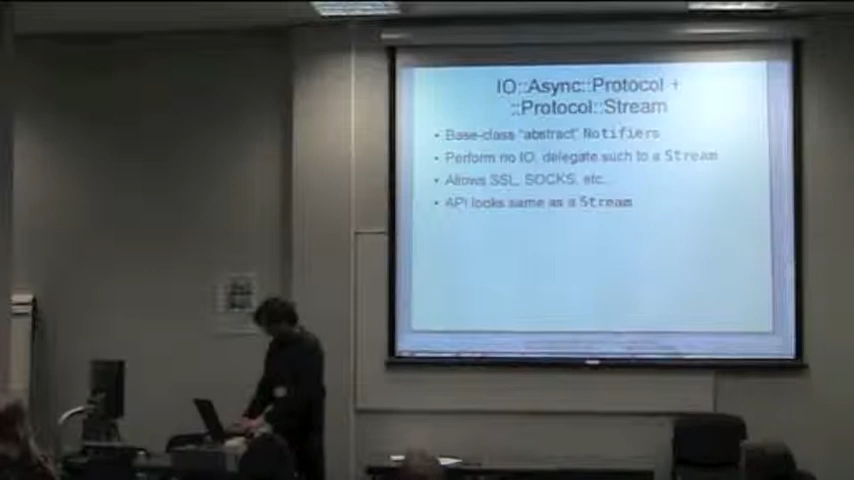 IO::Async::Protocol +
::Protocol::Stream
• Base-class "abstract" Notifiers
• Perform no IO, delegate such to a Stream
• Allows SSL, SOCKS, etc...
• API looks same as a Stream